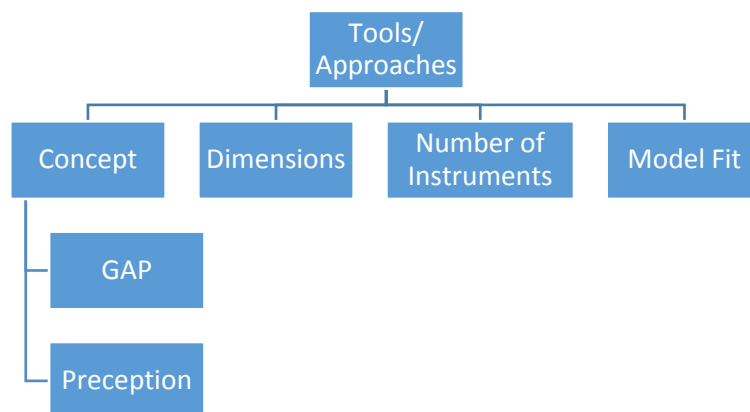 Tools/
Approaches
Concept
Dimensions
Number of
Instruments
Model Fit
GAP
Preception